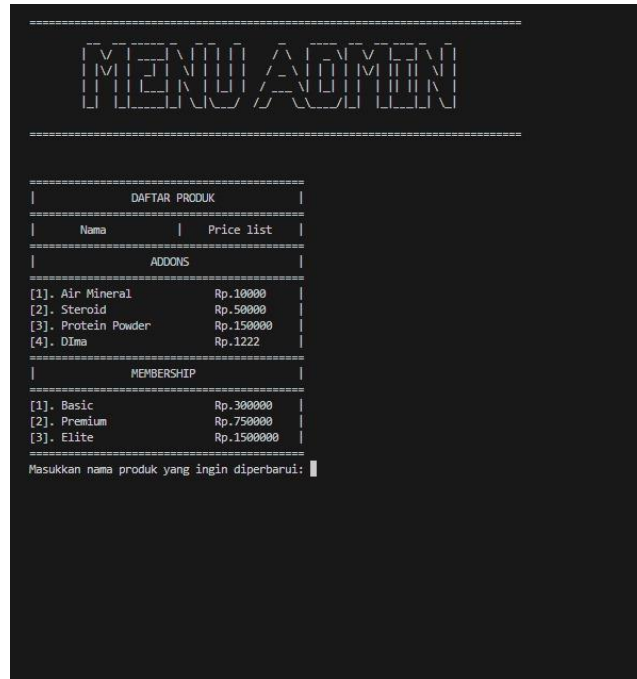 MENU ADMIN
| DAFTAR PRODUK |
| Nama | Price list |
| ADDONS |
[1]. Air Mineral Rp.10000 |
[2]. Steroid Rp.50000 |
[3]. Protein Powder Rp.150000 |
[4]. DIma Rp.1222 |
| MEMBERSHIP |
[1]. Basic Rp.300000 |
[2]. Premium Rp.750000 |
[3]. Elite Rp.1500000 |
Masukkan nama produk yang ingin diperbarui: